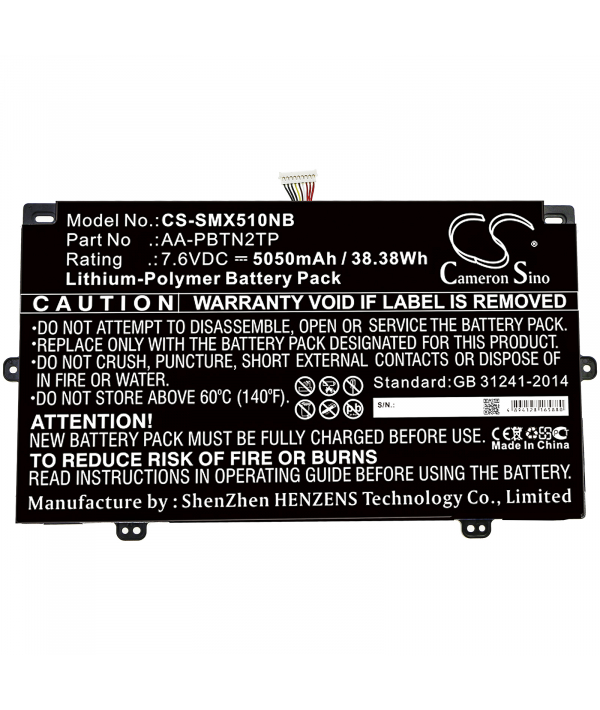 Model No.: CS-SMX510NB
Part No : AA-PBTN2TP
Rating : 7.6VDC ⎓ 5050mAh / 38.38Wh
Lithium-Polymer Battery Pack
CS
Cameron Sino
CAUTION! WARRANTY VOID IF LABEL IS REMOVED
•DO NOT ATTEMPT TO DISASSEMBLE, OPEN OR SERVICE THE BATTERY PACK.
•REPLACE ONLY WITH THE BATTERY PACK DESIGNATED FOR THIS PRODUCT.
•DO NOT CRUSH, PUNCTURE, SHORT EXTERNAL CONTACTS OR DISPOSE OF
IN FIRE OR WATER.
•DO NOT STORE ABOVE 60°C (140°F).
Standard:GB 31241-2014
S/N:
ATTENTION!
NEW BATTERY PACK MUST BE FULLY CHARGED BEFORE USE.
TO REDUCE RISK OF FIRE OR BURNS
READ INSTRUCTIONS OF OPERATING GUIDE BEFORE USE.
CE
Made In China
Manufacture by : ShenZhen HENZENS Technology Co., Limited